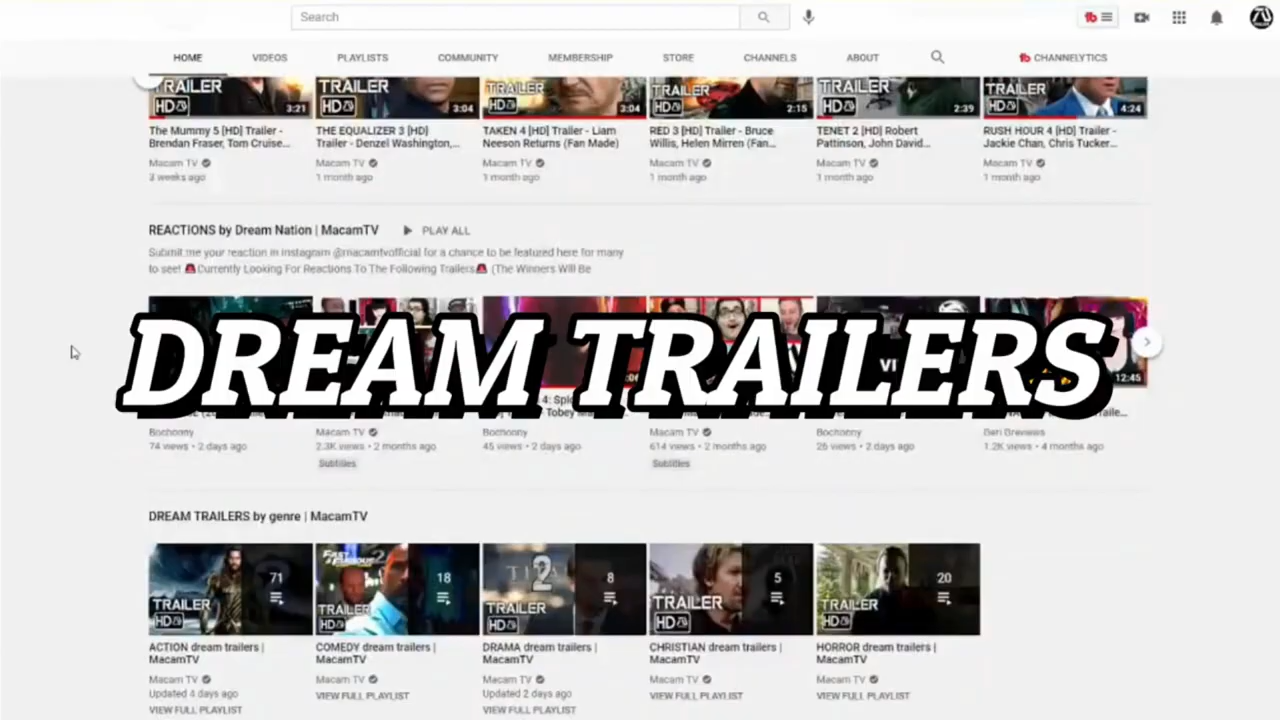 Search
HOME VIDEOS PLAYLISTS COMMUNITY MEMBERSHIP STORE CHANNELS ABOUT CHANNELYTICS
TRAILER TRAILER TRAILER TRAILER TRAILER TRAILER
HD HD HD HD HD HD
3:21 3:04 3:04 2:15 2:39 4:24
The Mummy 5 [HD] Trailer -
Brendan Fraser, Tom Cruise...
Macam TV
3 weeks ago
THE EQUALIZER 3 [HD]
Trailer - Denzel Washington,...
Macam TV
1 month ago
TAKEN 4 [HD] Trailer - Liam
Neeson Returns (Fan Made)
Macam TV
1 month ago
RED 3 [HD] Trailer - Bruce
Willis, Helen Mirren (Fan...
Macam TV
1 month ago
TENET 2 [HD] Robert
Pattinson, John David...
Macam TV
1 month ago
RUSH HOUR 4 [HD] Trailer -
Jackie Chan, Chris Tucker...
Macam TV
1 month ago
REACTIONS by Dream Nation | MacamTV PLAY ALL
Submit me your reaction in Instagram @macamtvofficial for a chance to be featured here for many
to see! 🚨Currently Looking For Reactions To The Following Trailers🚨 (The Winners Will Be
DREAM TRAILERS
12:45
Bochonny
74 views • 2 days ago
Macam TV
2.3K views • 2 months ago
Subtitles
Bochonny
45 views • 2 days ago
Macam TV
614 views • 2 months ago
Subtitles
Bochonny
26 views • 2 days ago
Geri Greviews
1.2K views • 4 months ago
DREAM TRAILERS by genre | MacamTV
71
TRAILER
HD
ACTION dream trailers |
MacamTV
Macam TV
Updated 4 days ago
VIEW FULL PLAYLIST
18
TRAILER
HD
COMEDY dream trailers |
MacamTV
Macam TV
VIEW FULL PLAYLIST
2
8
TRAILER
HD
DRAMA dream trailers |
MacamTV
Macam TV
Updated 2 days ago
VIEW FULL PLAYLIST
5
TRAILER
HD
CHRISTIAN dream trailers |
MacamTV
Macam TV
VIEW FULL PLAYLIST
20
TRAILER
HD
HORROR dream trailers |
MacamTV
Macam TV
VIEW FULL PLAYLIST